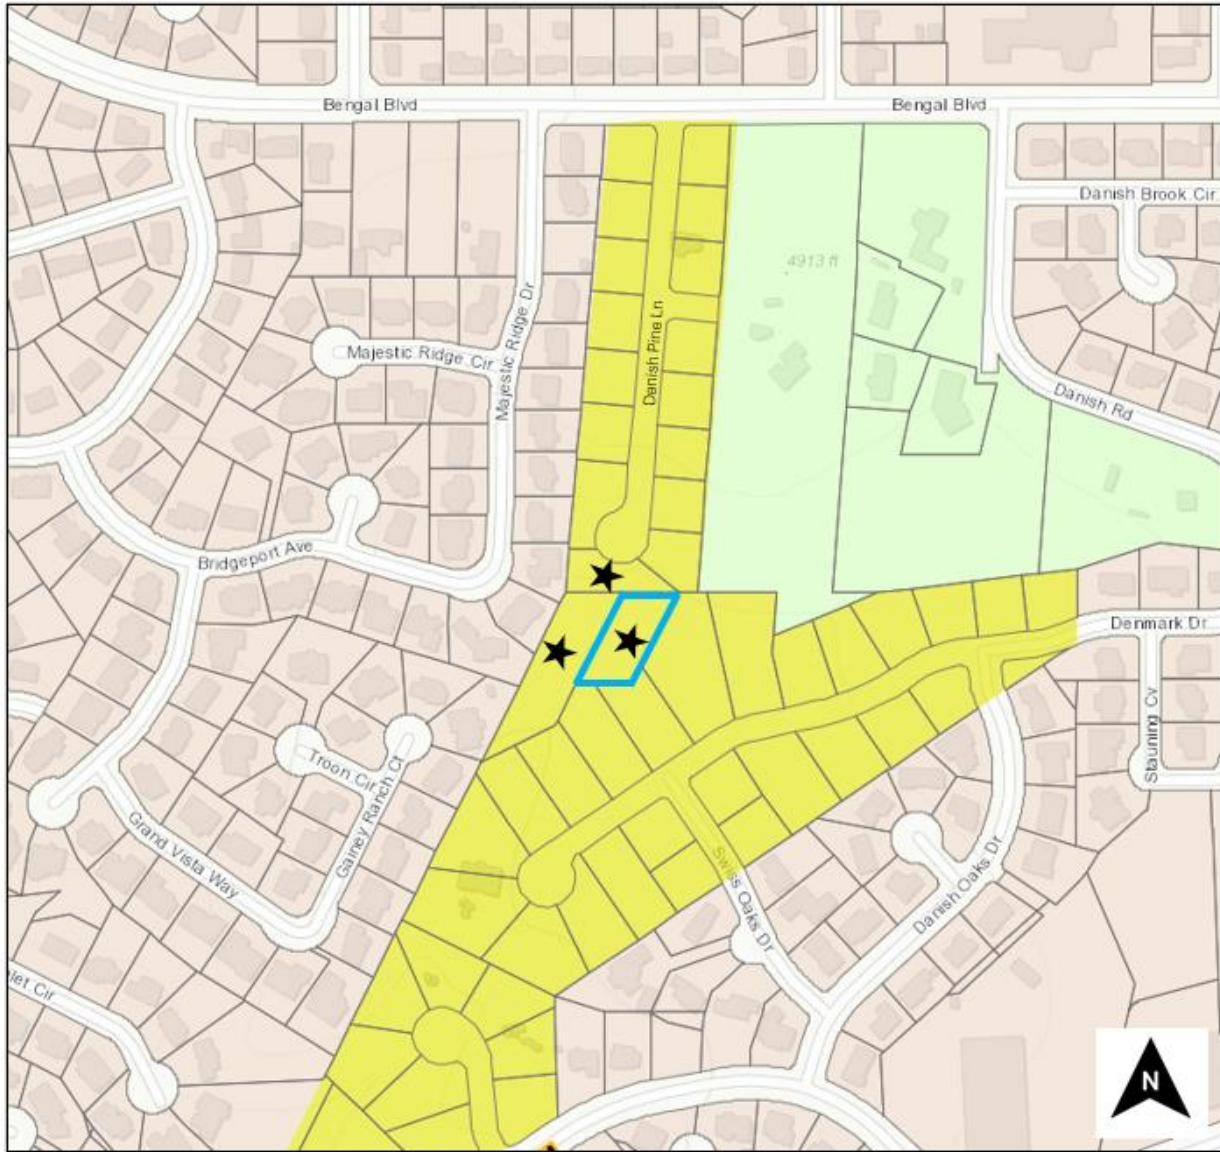 Bengal Blvd
Bengal Blvd
Danish Brook Cir
4913 ft
Majestic Ridge Dr
Danish Pine Ln
Majestic Ridge Cir
Danish Rd
Bridgeport Ave
Denmark Dr
Stauning Cv
Troon Cir
Gainey Ranch Ct
Grand Vista Way
Swiss Oaks Dr
Danish Oaks Dr
let Cir
N